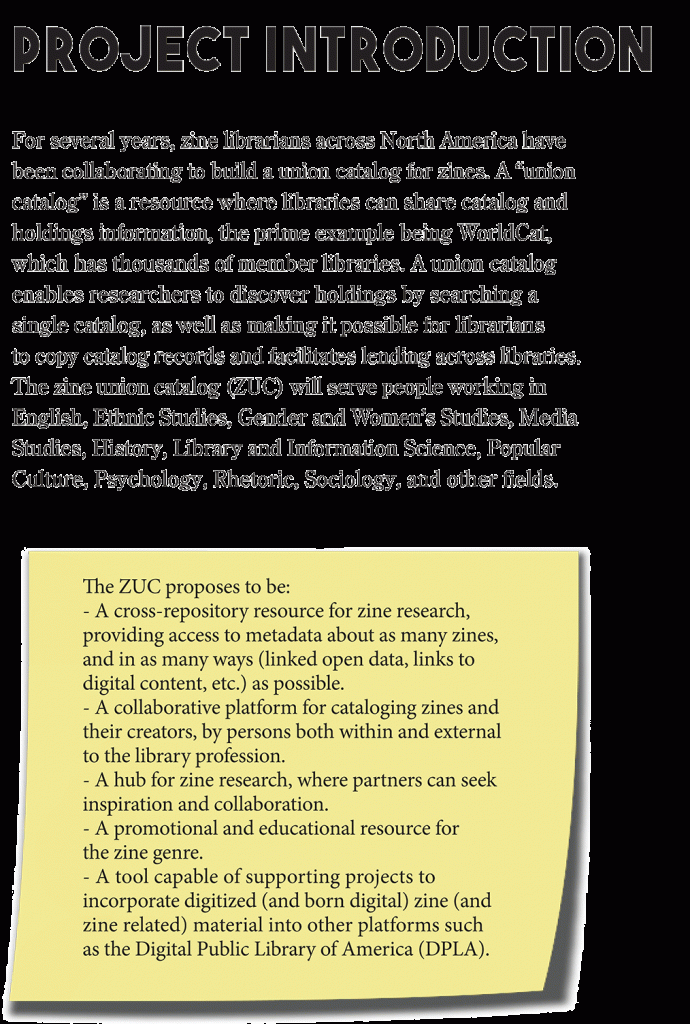 PROJECT INTRODUCTION
For several years, zine librarians across North America have
been collaborating to build a union catalog for zines. A “union
catalog” is a resource where libraries can share catalog and
holdings information, the prime example being WorldCat,
which has thousands of member libraries. A union catalog
enables researchers to discover holdings by searching a
single catalog, as well as making it possible for librarians
to copy catalog records and facilitates lending across libraries.
The zine union catalog (ZUC) will serve people working in
English, Ethnic Studies, Gender and Women's Studies, Media
Studies, History, Library and Information Science, Popular
Culture, Psychology, Rhetoric, Sociology, and other fields.
The ZUC proposes to be:
- A cross-repository resource for zine research,
providing access to metadata about as many zines,
and in as many ways (linked open data, links to
digital content, etc.) as possible.
- A collaborative platform for cataloging zines and
their creators, by persons both within and external
to the library profession.
- A hub for zine research, where partners can seek
inspiration and collaboration.
- A promotional and educational resource for
the zine genre.
- A tool capable of supporting projects to
incorporate digitized (and born digital) zine (and
zine related) material into other platforms such
as the Digital Public Library of America (DPLA).